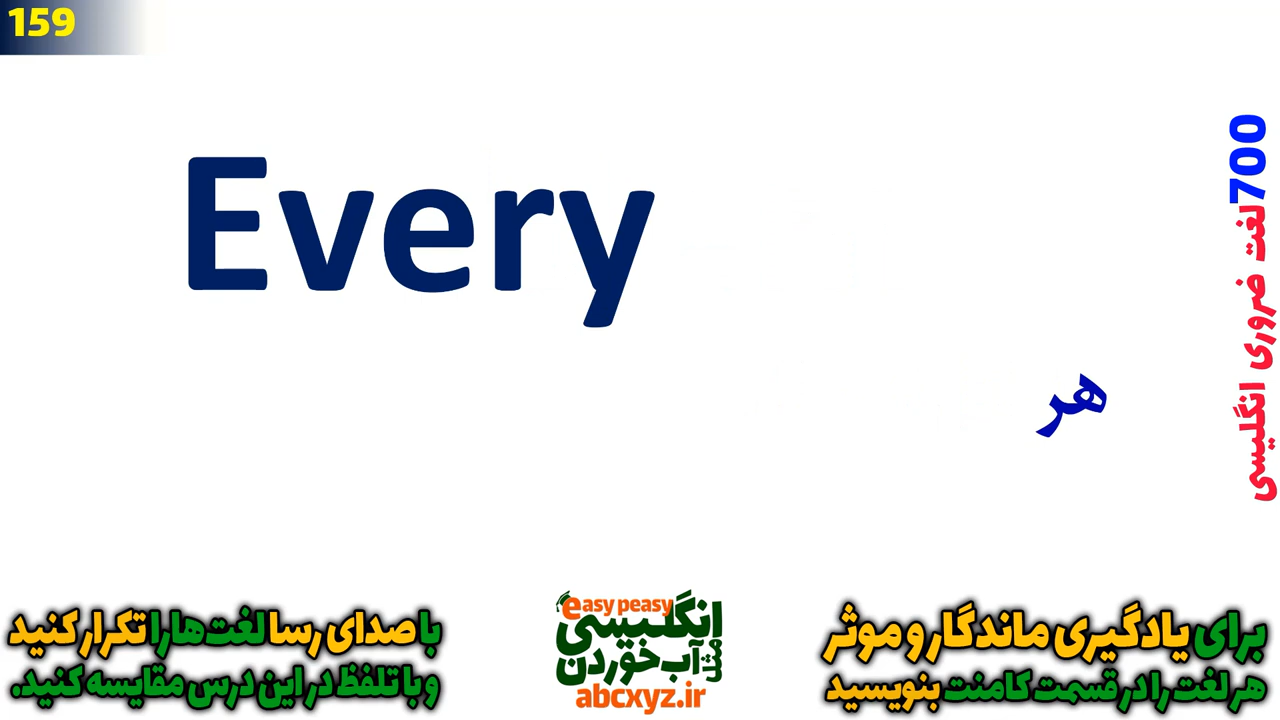 159
Every
هر
700 لغت ضروری انگلیسی
با صدای رسا لغت‌ها را تکرار کنید
و با تلفظ در این درس مقایسه کنید.
easy peasy
انگلیسی
مثل آب خوردن
abcxyz.ir
برای یادگیری ماندگار و موثر
هر لغت را در قسمت کامنت بنویسید